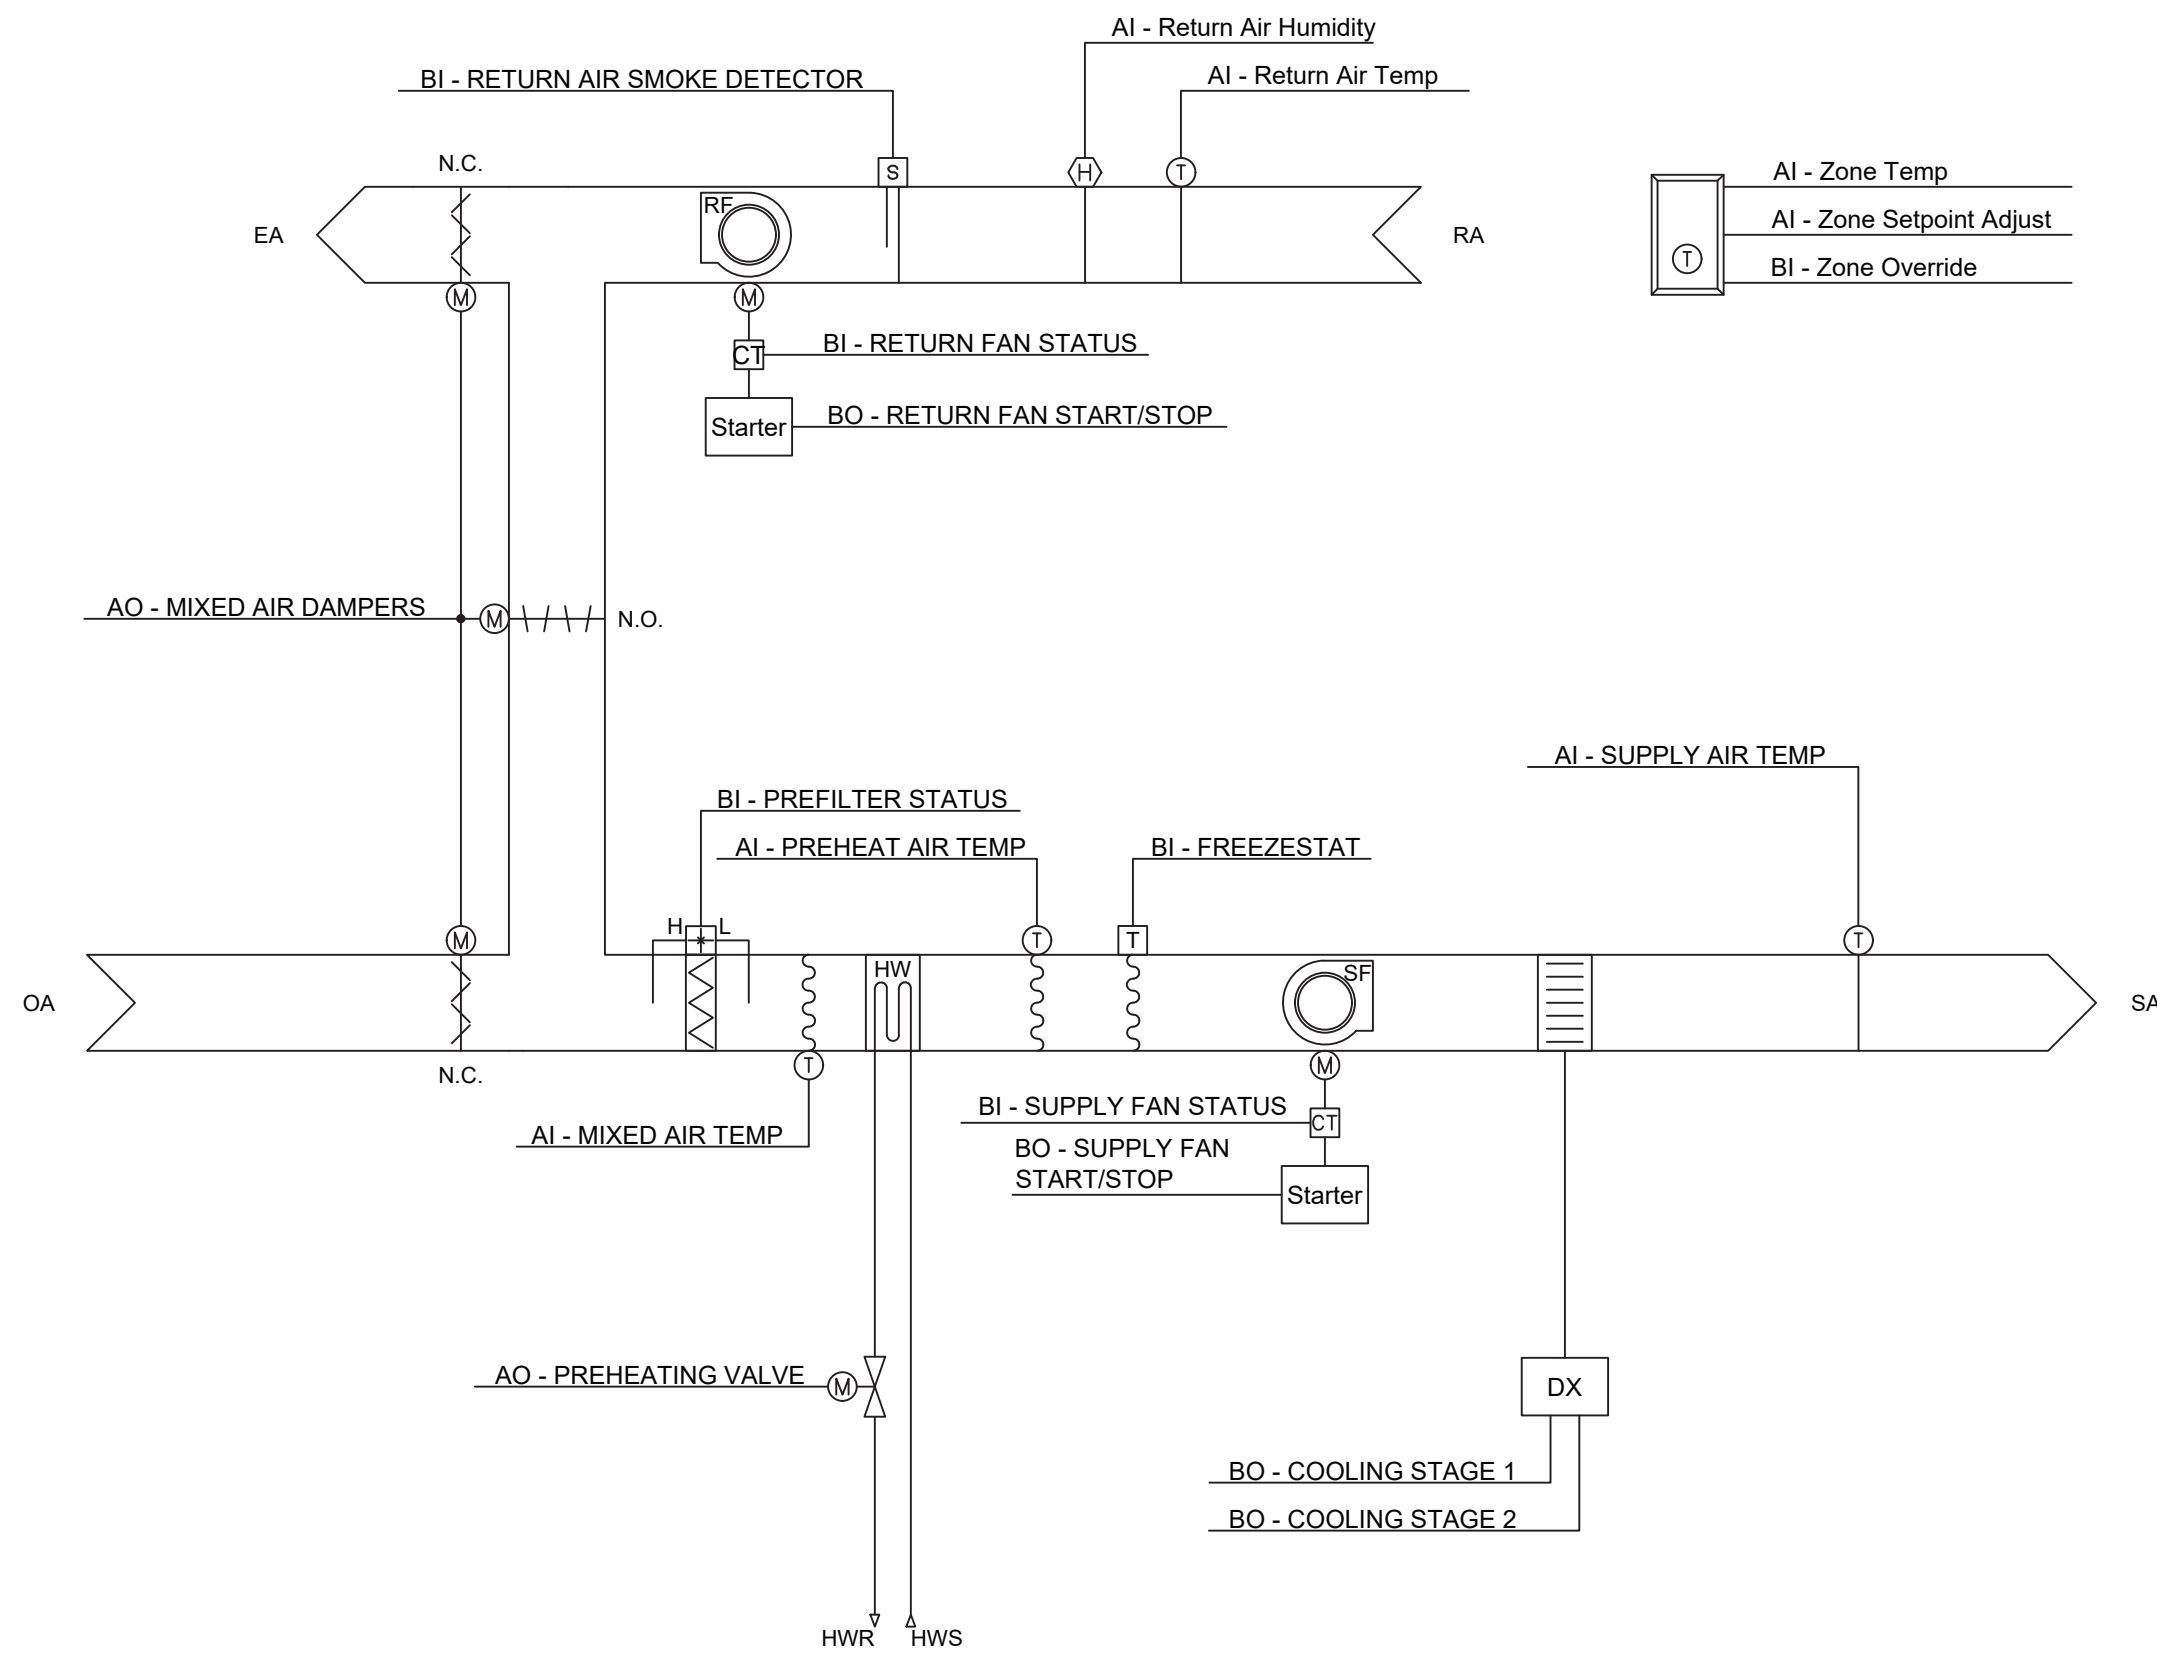 AI - Return Air Humidity
BI - RETURN AIR SMOKE DETECTOR
AI - Return Air Temp
N.C.
S
H
T
AI - Zone Temp
RF
EA
RA
AI - Zone Setpoint Adjust
T
BI - Zone Override
M
M
CT
BI - RETURN FAN STATUS
Starter
BO - RETURN FAN START/STOP
AO - MIXED AIR DAMPERS
M
N.O.
AI - SUPPLY AIR TEMP
BI - PREFILTER STATUS
AI - PREHEAT AIR TEMP
BI - FREEZESTAT
M
H
L
T
T
T
HW
SF
OA
SA
N.C.
T
M
AI - MIXED AIR TEMP
BI - SUPPLY FAN STATUS
CT
BO - SUPPLY FAN
START/STOP
Starter
AO - PREHEATING VALVE
M
DX
BO - COOLING STAGE 1
BO - COOLING STAGE 2
HWR
HWS